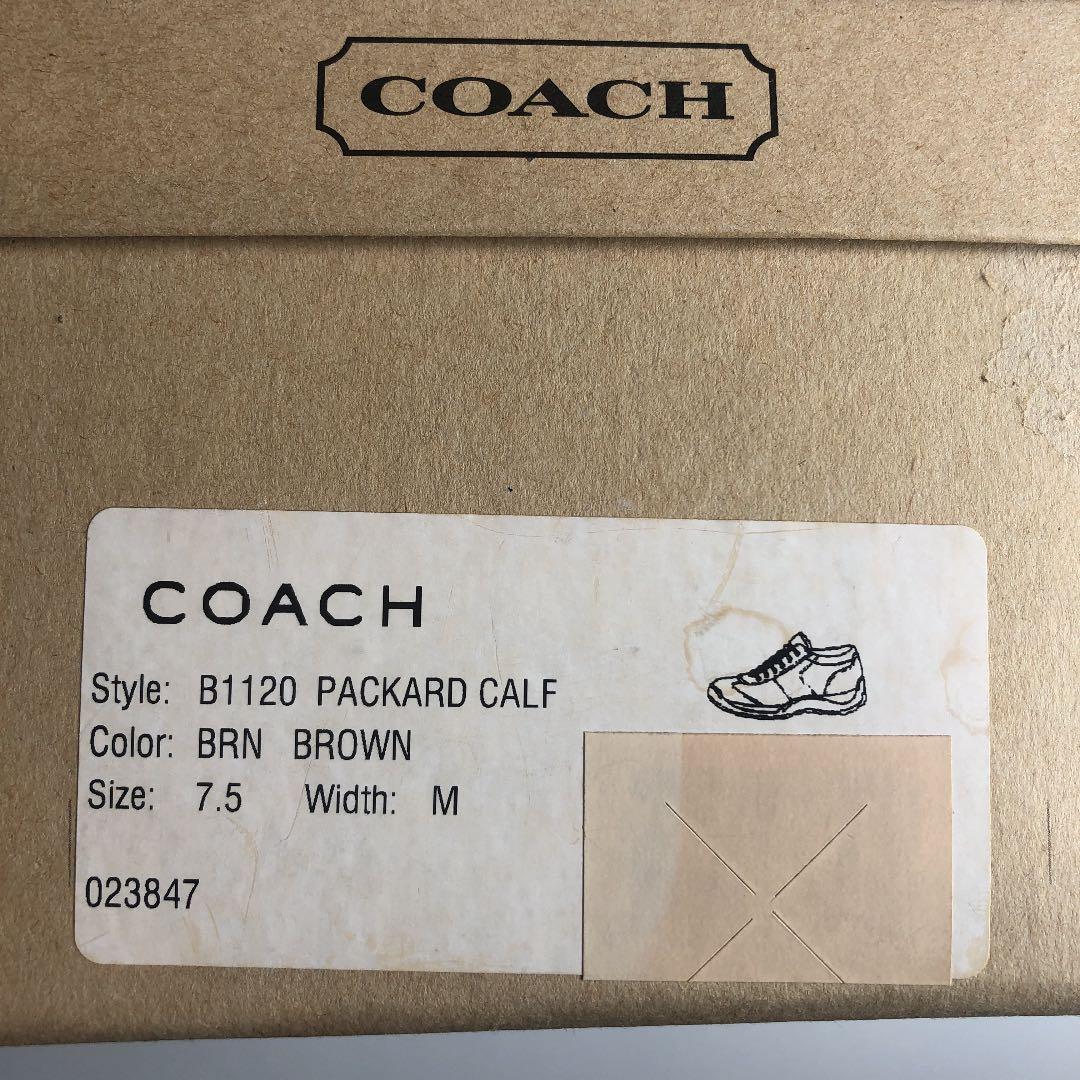 COACH
COACH
Style: B1120 PACKARD CALF
Color: BRN BROWN
Size: 7.5 Width: M
023847